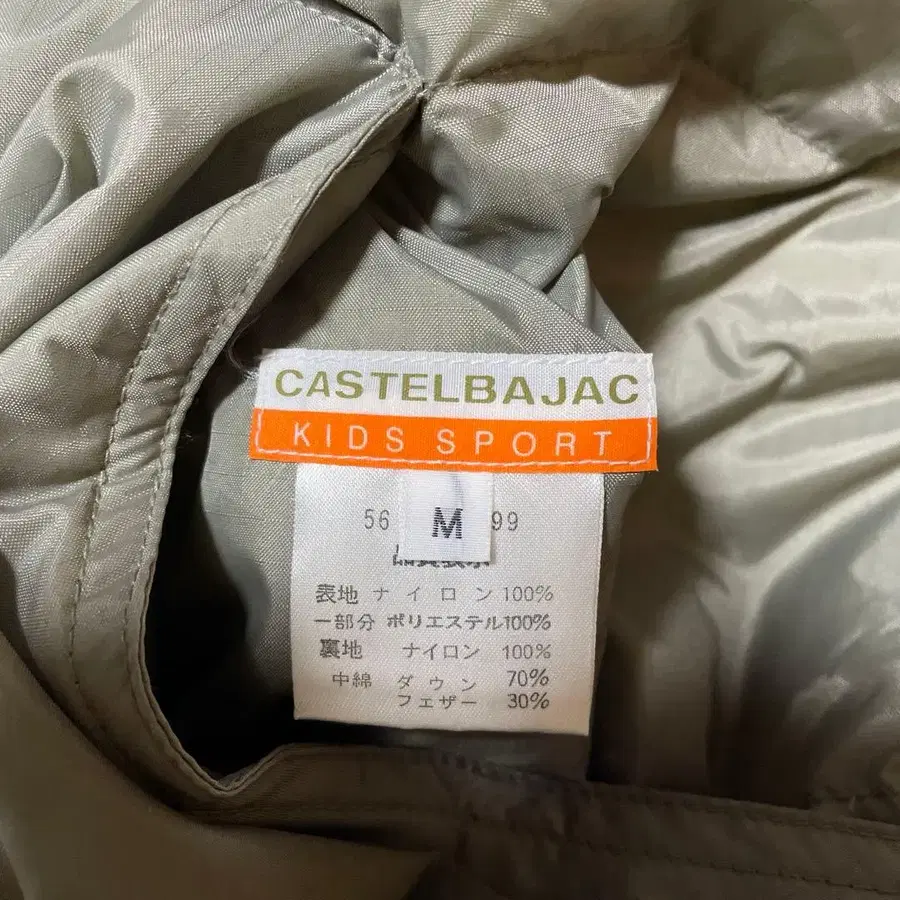 CASTELBAJAC
KIDS SPORT
56 M 99
表地 ナイロン 100%
一部分 ポリエステル100%
裏地 ナイロン 100%
中綿 ダウン 70%
フェザー 30%